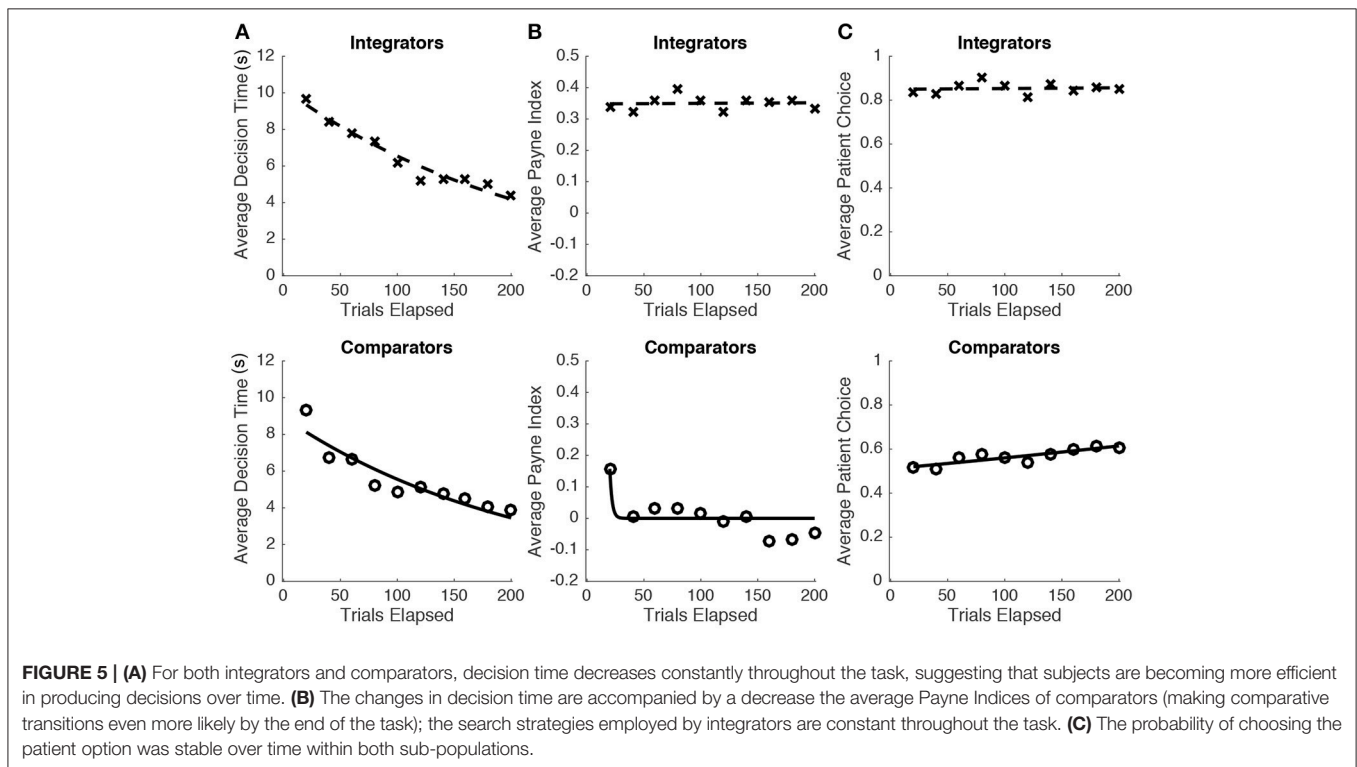 A
Integrators
12
10
8
6
4
2
0
0 50 100 150 200
Average Decision Time (s)
Trials Elapsed
B
Integrators
0.5
0.4
0.3
0.2
0.1
0
-0.1
-0.2
0 50 100 150 200
Average Payne Index
Trials Elapsed
C
Integrators
1
0.8
0.6
0.4
0.2
0
0 50 100 150 200
Average Patient Choice
Trials Elapsed
Comparators
12
10
8
6
4
2
0
0 50 100 150 200
Average Decision Time (s)
Trials Elapsed
Comparators
0.5
0.4
0.3
0.2
0.1
0
-0.1
-0.2
0 50 100 150 200
Average Payne Index
Trials Elapsed
Comparators
1
0.8
0.6
0.4
0.2
0
0 50 100 150 200
Average Patient Choice
Trials Elapsed
FIGURE 5 | (A) For both integrators and comparators, decision time decreases constantly throughout the task, suggesting that subjects are becoming more efficient
in producing decisions over time. (B) The changes in decision time are accompanied by a decrease the average Payne Indices of comparators (making comparative
transitions even more likely by the end of the task); the search strategies employed by integrators are constant throughout the task. (C) The probability of choosing the
patient option was stable over time within both sub-populations.